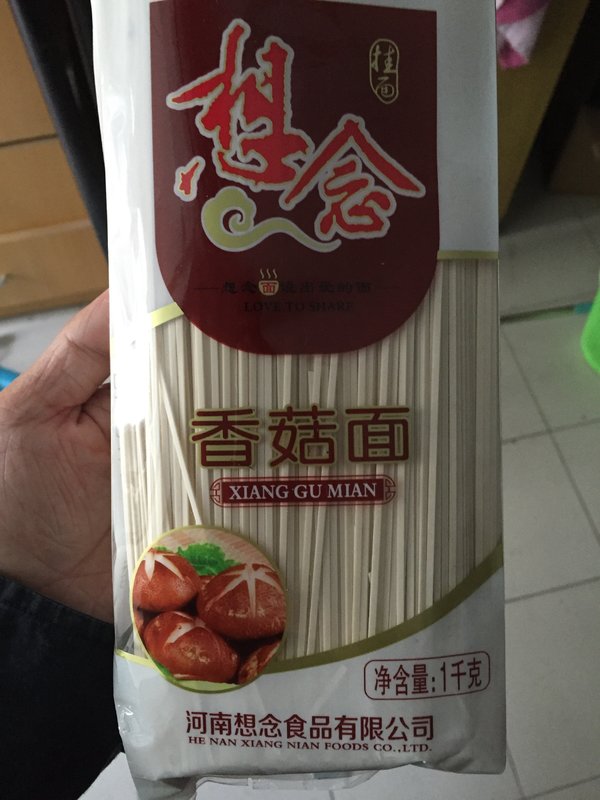 想念
桂面
LOVE TO SHARE
香菇面
XIANG GU MIAN
净含量:1千克
河南想念食品有限公司
HE NAN XIANG NIAN FOODS CO.,LTD.